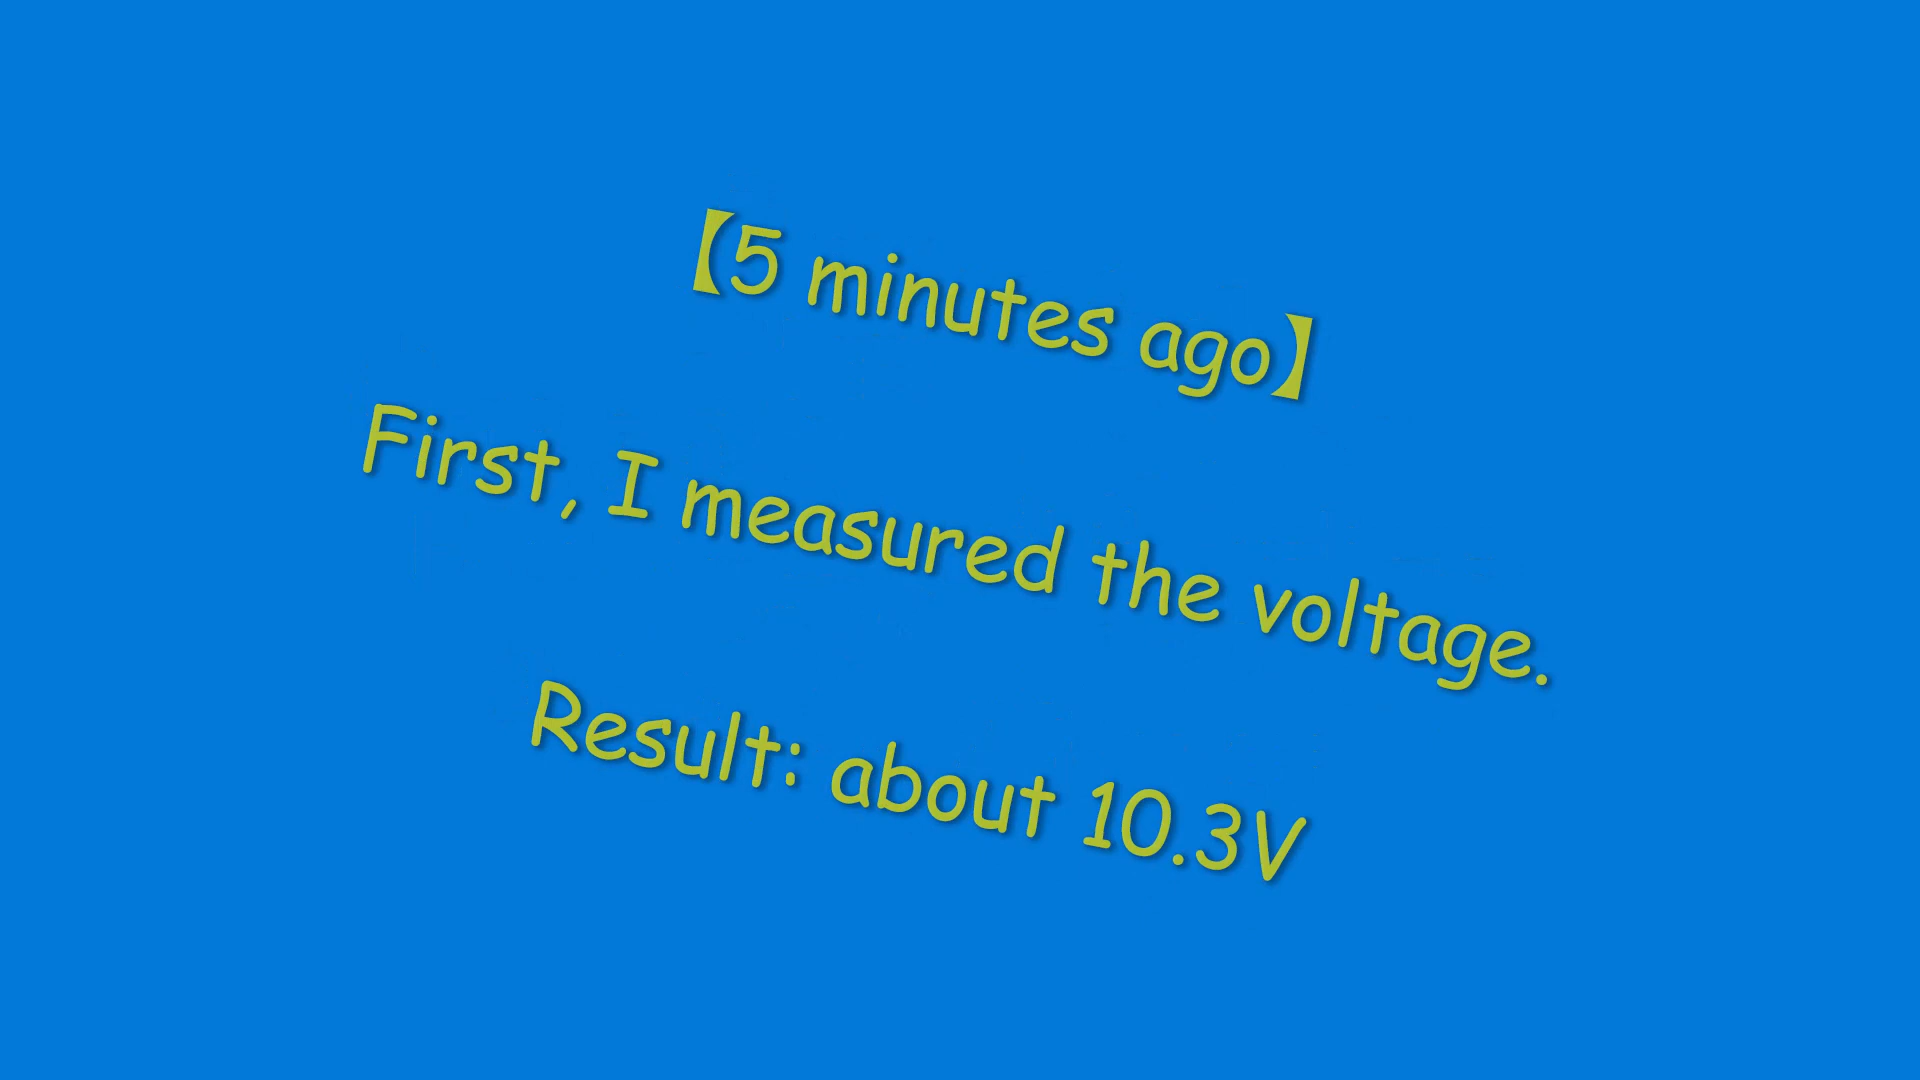 【5 minutes ago】
First, I measured the voltage.
Result: about 10.3V